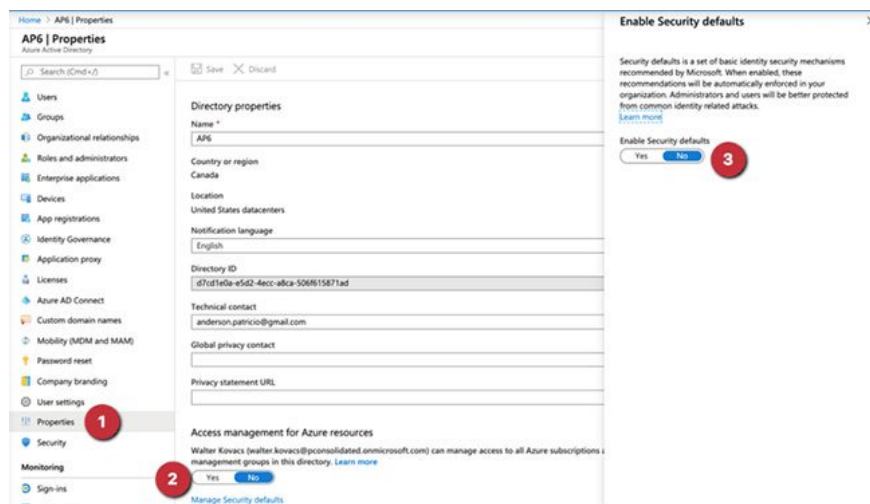 Home > AP6 | Properties
AP6 | Properties
Azure Active Directory
Search (Cmd+/)
Users
Groups
Organizational relationships
Roles and administrators
Enterprise applications
Devices
App registrations
Identity Governance
Application proxy
Licenses
Azure AD Connect
Custom domain names
Mobility (MDM and MAM)
Password reset
Company branding
User settings
Properties
1
Security
Monitoring
Sign-ins
Save Discard
Directory properties
Name *
AP6
Country or region
Canada
Location
United States datacenters
Notification language
English
Directory ID
d7cd1e0a-e5d2-4ecc-a8ca-506f615871ad
Technical contact
anderson.patricio@gmail.com
Global privacy contact
Privacy statement URL
Access management for Azure resources
Walter Kovacs (walter.kovacs@pconsolidated.onmicrosoft.com) can manage access to all Azure subscriptions
management groups in this directory. Learn more
2
Yes No
Manage Security defaults
Enable Security defaults
Security defaults is a set of basic identity security mechanisms
recommended by Microsoft. When enabled, these
recommendations will be automatically enforced in your
organization. Administrators and users will be better protected
from common identity related attacks.
Learn more
Enable Security defaults
Yes No
3